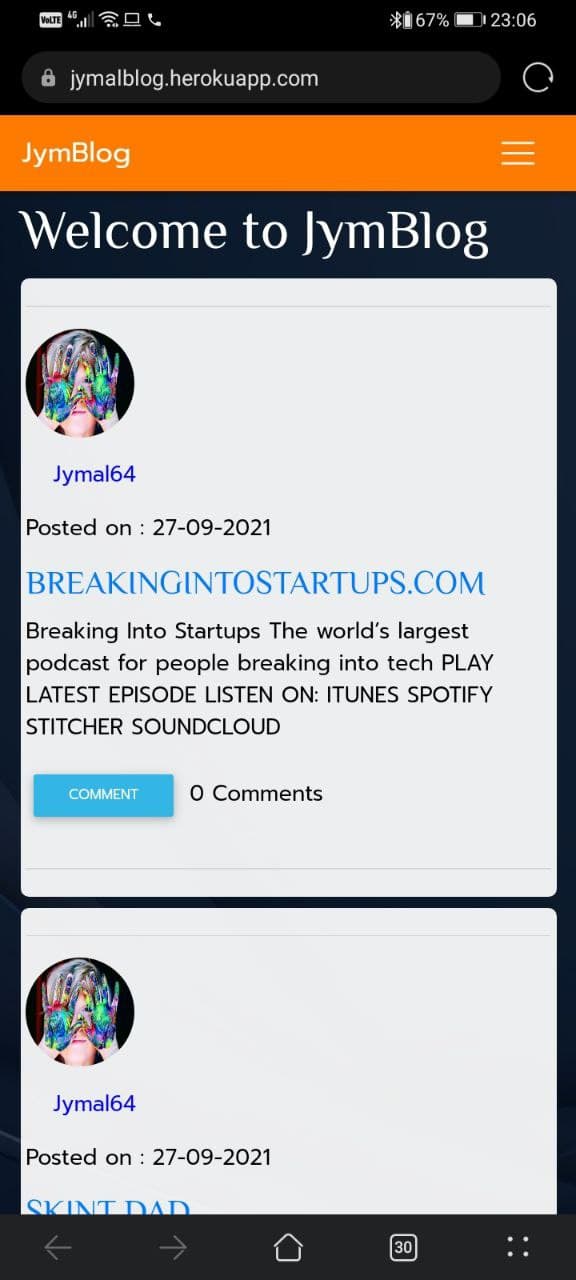 VoLTE 4G 67% 23:06
jymalblog.herokuapp.com
JymBlog
Welcome to JymBlog
Jymal64
Posted on : 27-09-2021
BREAKINGINTOSTARTUPS.COM
Breaking Into Startups The world’s largest
podcast for people breaking into tech PLAY
LATEST EPISODE LISTEN ON: ITUNES SPOTIFY
STITCHER SOUNDCLOUD
COMMENT 0 Comments
Jymal64
Posted on : 27-09-2021
SKINT DAD
30